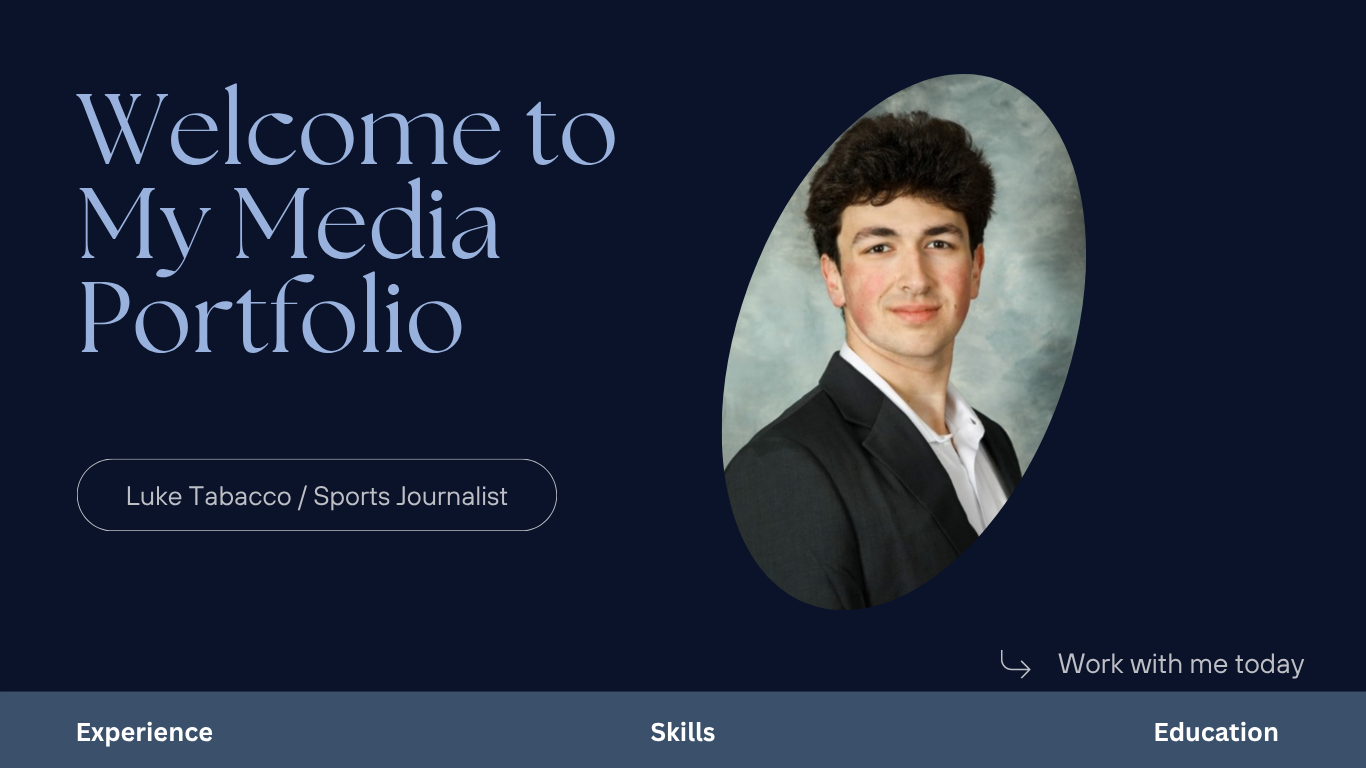 Welcome to
My Media
Portfolio
Luke Tabacco / Sports Journalist
Work with me today
Experience
Skills
Education